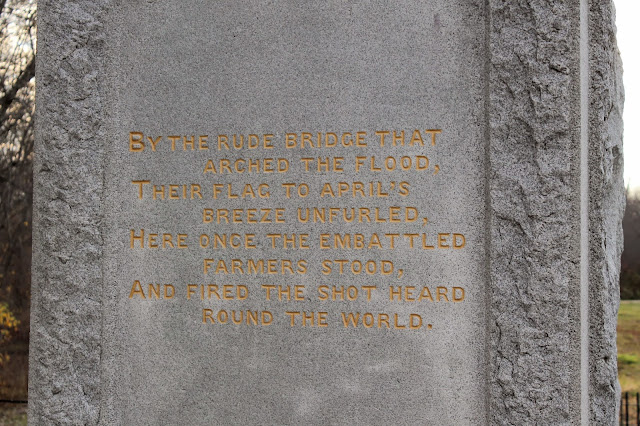 BY THE RUDE BRIDGE THAT
ARCHED THE FLOOD,
THEIR FLAG TO APRIL'S
BREEZE UNFURLED,
HERE ONCE THE EMBATTLED
FARMERS STOOD,
AND FIRED THE SHOT HEARD
ROUND THE WORLD.